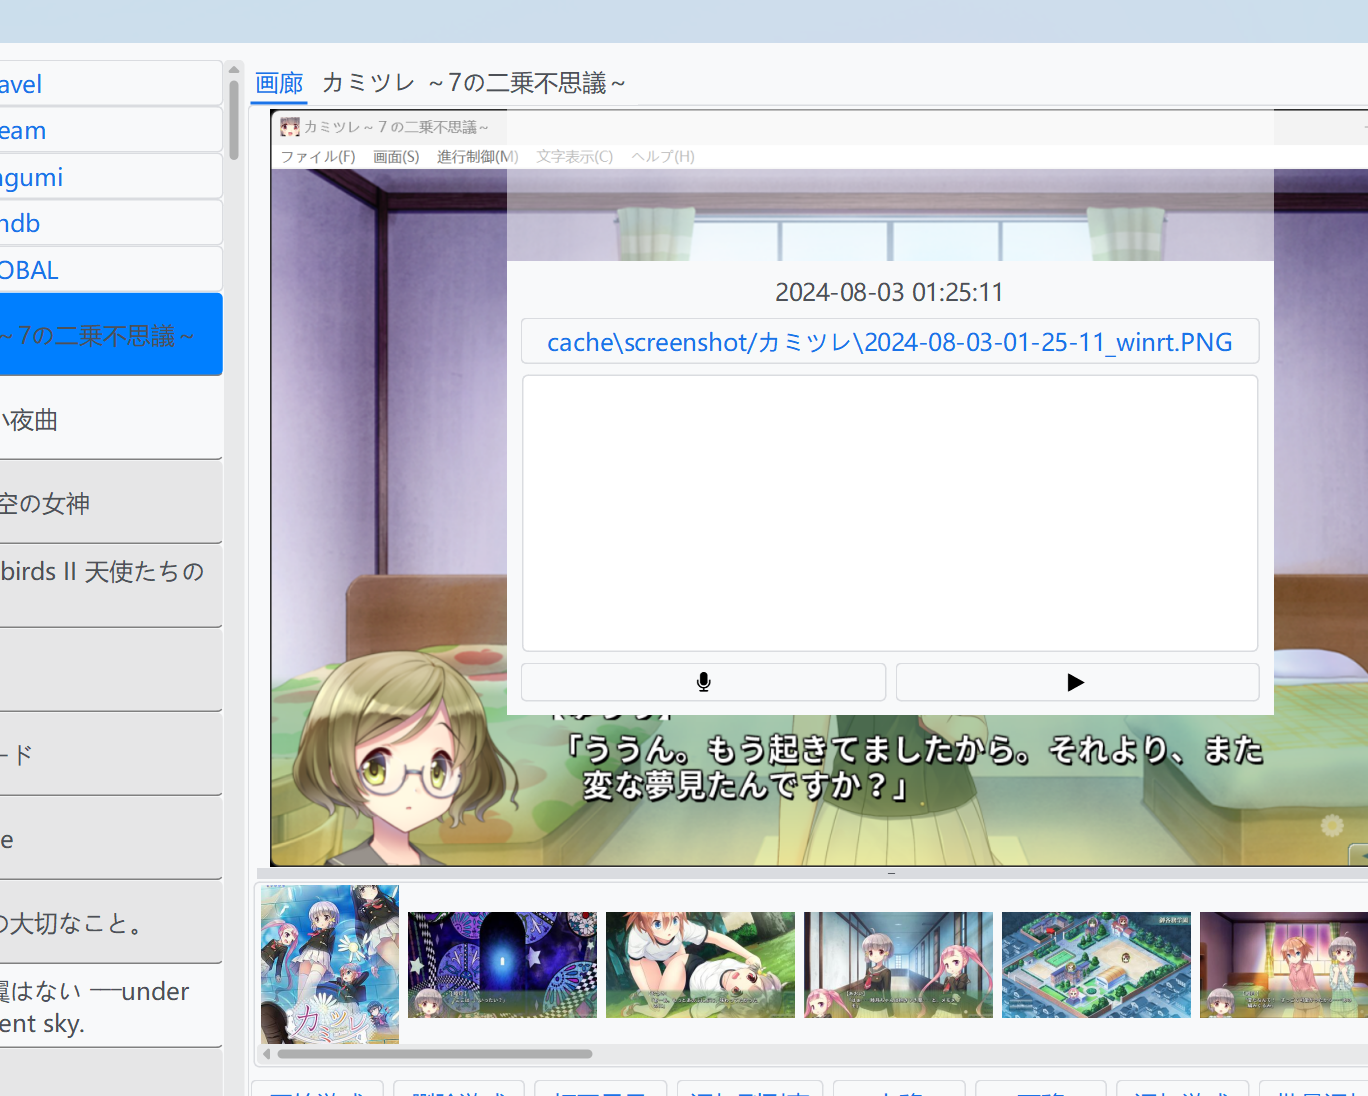 avel
画廊 カミツレ ～7の二乗不思議～
カミツレ～７の二乗不思議～
ファイル(F) 画面(S) 進行制御(M) 文字表示(C) ヘルプ(H)
eam
ngumi
ndb
OBAL
～7の二乗不思議～
2024-08-03 01:25:11
cache\screenshot/カミツレ\2024-08-03-01-25-11_winrt.PNG
小夜曲
空の女神
birds II 天使たちの
ード
e
の大切なこと。
翼はない ──under
ent sky.
「ううん。もう起きてましたから。それより、また
変な夢見たんですか？」
カミツレ